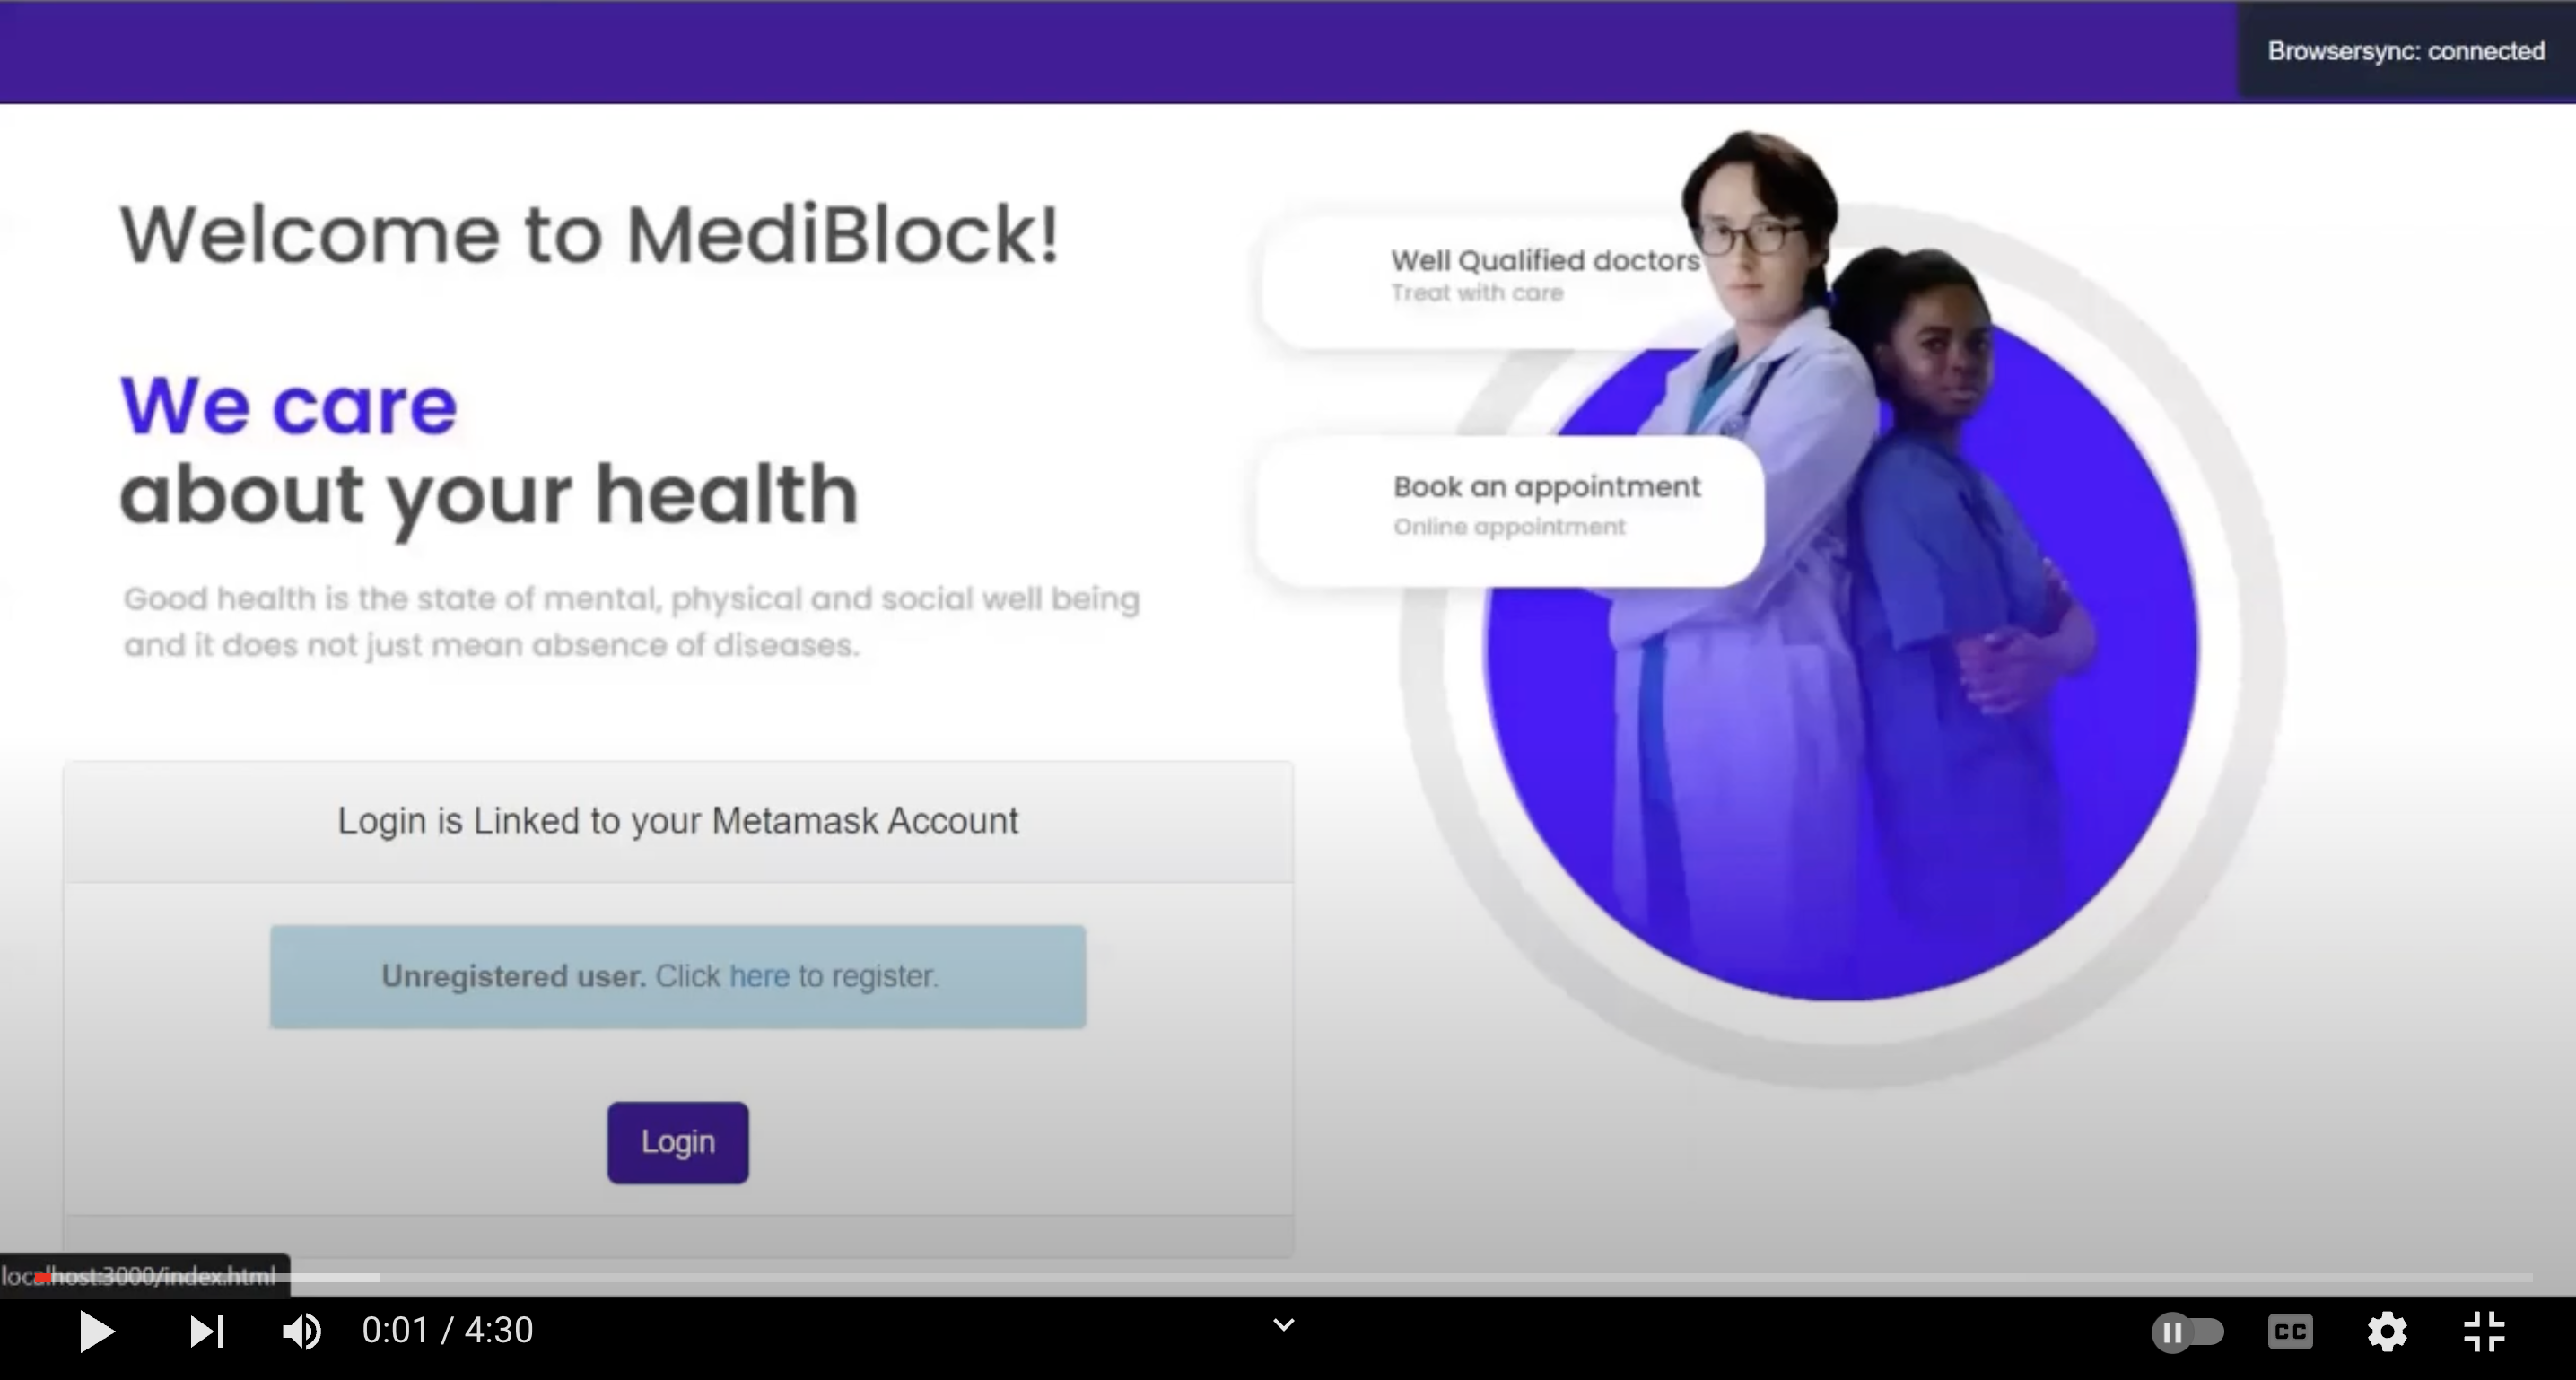 Browsersync: connected
Welcome to MediBlock!
We care
about your health
Good health is the state of mental, physical and social well being
and it does not just mean absence of diseases.
Well Qualified doctors
Treat with care
Book an appointment
Online appointment
Login is Linked to your Metamask Account
Unregistered user. Click here to register.
Login
localhost:3000/index.html
0:01 / 4:30
CC